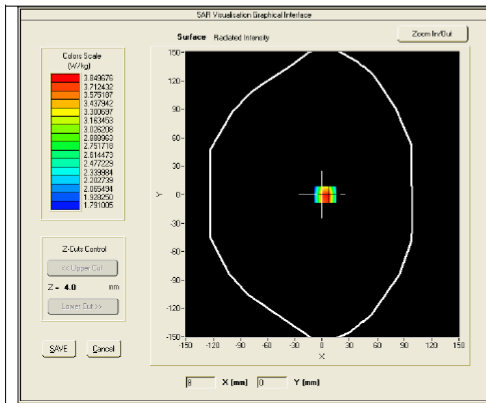 SAR Visualisation Graphical Interface
Surface Radiated Intensity
Zoom In/Out
Colors Scale
(W/kg)
3.849676
3.712432
3.575187
3.437942
3.300697
3.163453
3.026208
2.888963
2.751718
2.614473
2.477229
2.339984
2.202739
2.065494
1.928250
1.791005
Z-Cuts Control
<< Upper Cut
Z = 4.0 mm
Lower Cut >>
SAVE Cancel
150-
120-
90-
60-
30-
0-
-30-
-60-
-90-
-120-
-150-
Y
-150 -120 -90 -60 -30 0 30 60 90 120 150
X
8 X (mm) 0 Y (mm)